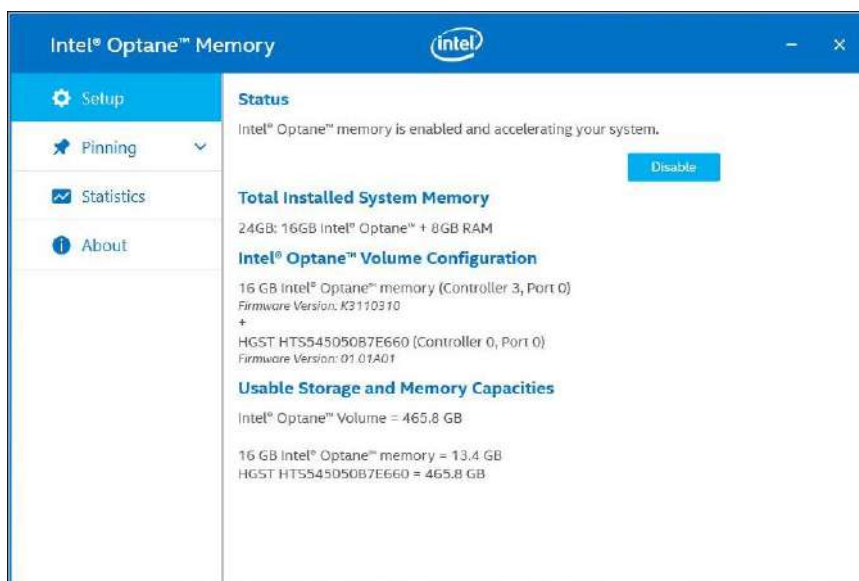 Intel® Optane™ Memory
intel
Setup
Pinning
Statistics
About
Status
Intel® Optane™ memory is enabled and accelerating your system.
Disable
Total Installed System Memory
24GB: 16GB Intel® Optane™ + 8GB RAM
Intel® Optane™ Volume Configuration
16 GB Intel® Optane™ memory (Controller 3, Port 0)
Firmware Version: K3110310
+
HGST HTS545050B7E660 (Controller 0, Port 0)
Firmware Version: 01.01A01
Usable Storage and Memory Capacities
Intel® Optane™ Volume = 465.8 GB
16 GB Intel® Optane™ memory = 13.4 GB
HGST HTS545050B7E660 = 465.8 GB